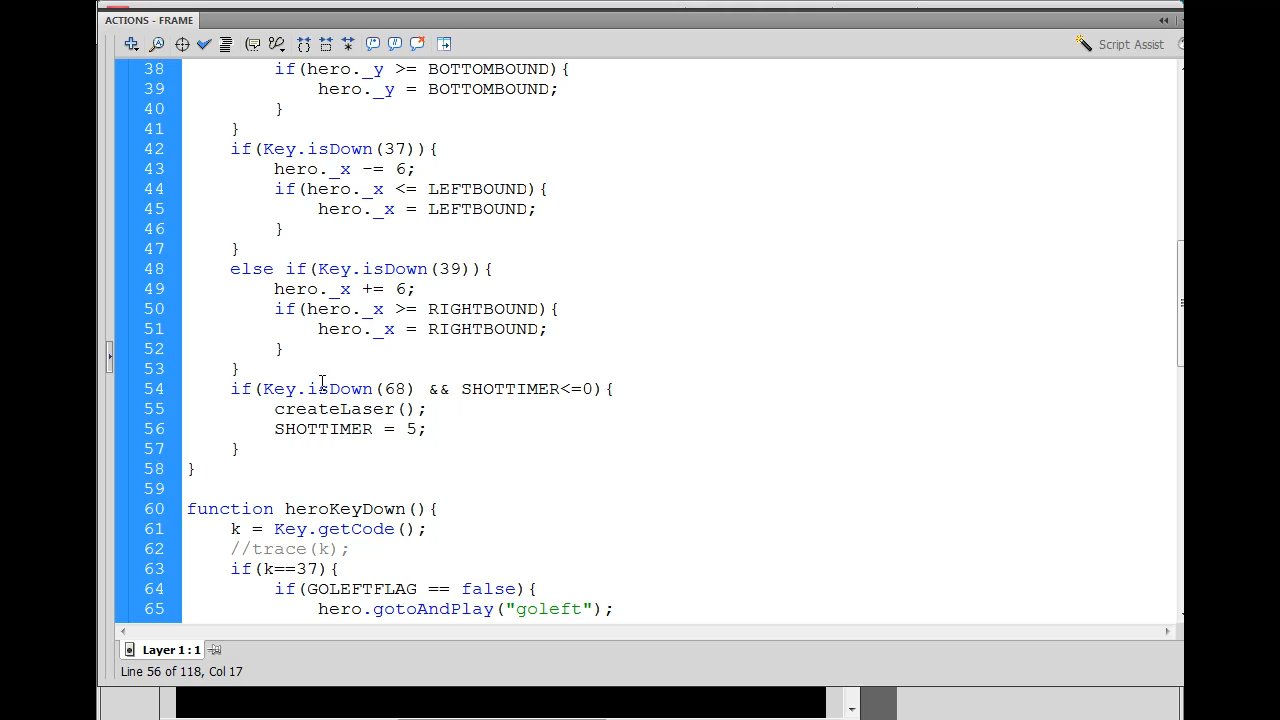 ACTIONS - FRAME
Script Assist
38 if(hero._y >= BOTTOMBOUND){
39 hero._y = BOTTOMBOUND;
40 }
41 }
42 if(Key.isDown(37)){
43 hero._x -= 6;
44 if(hero._x <= LEFTBOUND){
45 hero._x = LEFTBOUND;
46 }
47 }
48 else if(Key.isDown(39)){
49 hero._x += 6;
50 if(hero._x >= RIGHTBOUND){
51 hero._x = RIGHTBOUND;
52 }
53 }
54 if(Key.isDown(68) && SHOTTIMER<=0){
55 createLaser();
56 SHOTTIMER = 5;
57 }
58 }
59
60 function heroKeyDown(){
61 k = Key.getCode();
62 //trace(k);
63 if(k==37){
64 if(GOLEFTFLAG == false){
65 hero.gotoAndPlay("goleft");
Layer 1 : 1
Line 56 of 118, Col 17